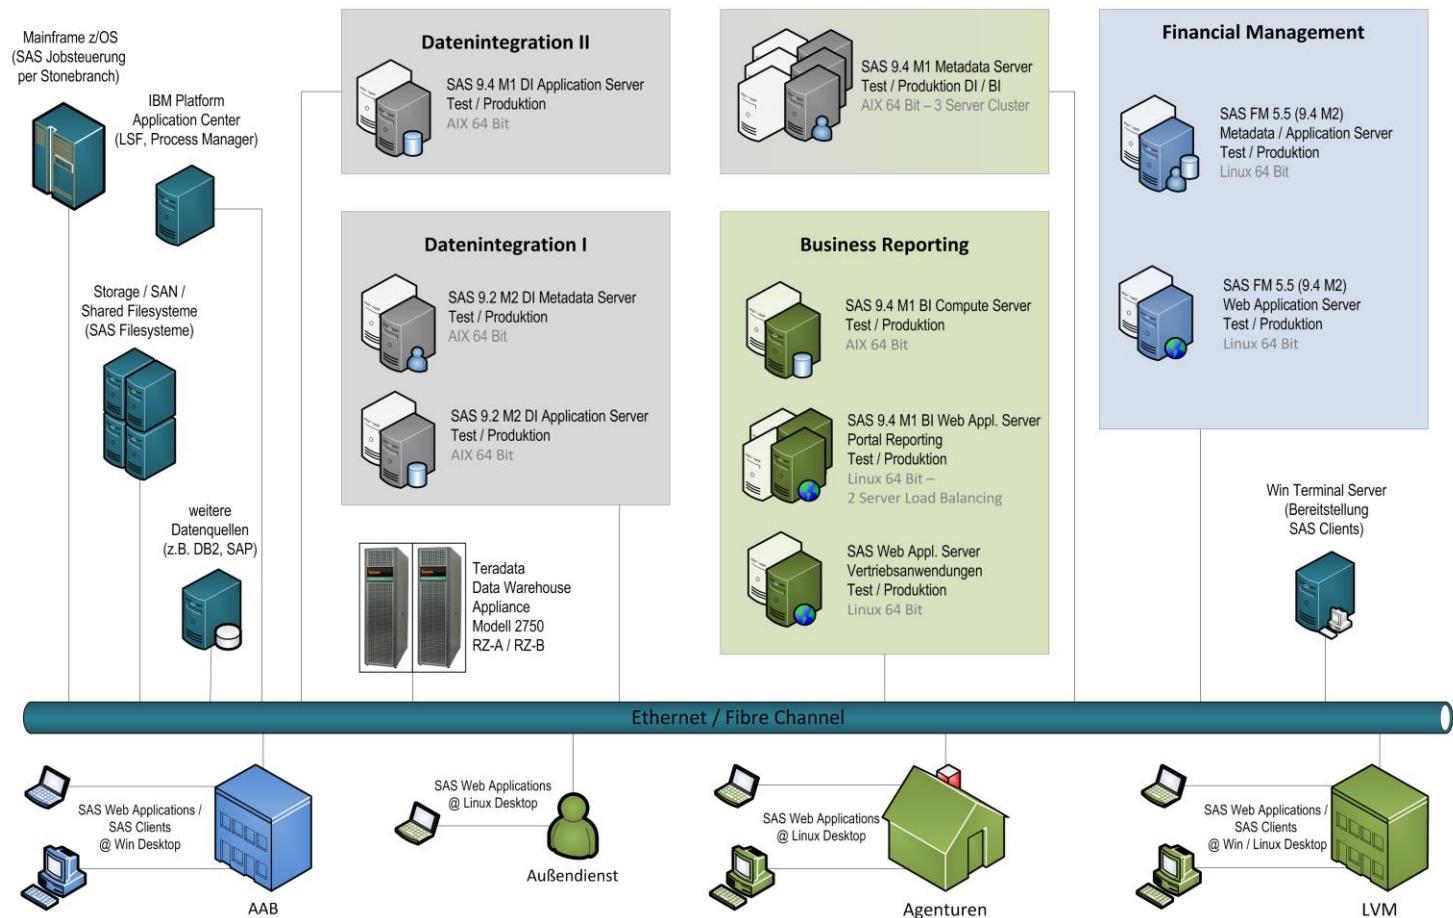 Mainframe z/OS
(SAS Jobsteuerung
per Stonebranch)
IBM Platform
Application Center
(LSF, Process Manager)
Storage / SAN /
Shared Filesysteme
(SAS Filesysteme)
weitere
Datenquellen
(z.B. DB2, SAP)
Datenintegration II
SAS 9.4 M1 DI Application Server
Test / Produktion
AIX 64 Bit
Datenintegration I
SAS 9.2 M2 DI Metadata Server
Test / Produktion
AIX 64 Bit
SAS 9.2 M2 DI Application Server
Test / Produktion
AIX 64 Bit
Teradata
Data Warehouse
Appliance
Modell 2750
RZ-A / RZ-B
SAS 9.4 M1 Metadata Server
Test / Produktion DI / BI
AIX 64 Bit – 3 Server Cluster
Business Reporting
SAS 9.4 M1 BI Compute Server
Test / Produktion
AIX 64 Bit
SAS 9.4 M1 BI Web Appl. Server
Portal Reporting
Test / Produktion
Linux 64 Bit –
2 Server Load Balancing
SAS Web Appl. Server
Vertriebsanwendungen
Test / Produktion
Linux 64 Bit
Financial Management
SAS FM 5.5 (9.4 M2)
Metadata / Application Server
Test / Produktion
Linux 64 Bit
SAS FM 5.5 (9.4 M2)
Web Application Server
Test / Produktion
Linux 64 Bit
Win Terminal Server
(Bereitstellung
SAS Clients)
Ethernet / Fibre Channel
SAS Web Applications /
SAS Clients
@ Win Desktop
AAB
SAS Web Applications
@ Linux Desktop
Außendienst
SAS Web Applications
@ Linux Desktop
Agenturen
SAS Web Applications /
SAS Clients
@ Win / Linux Desktop
LVM